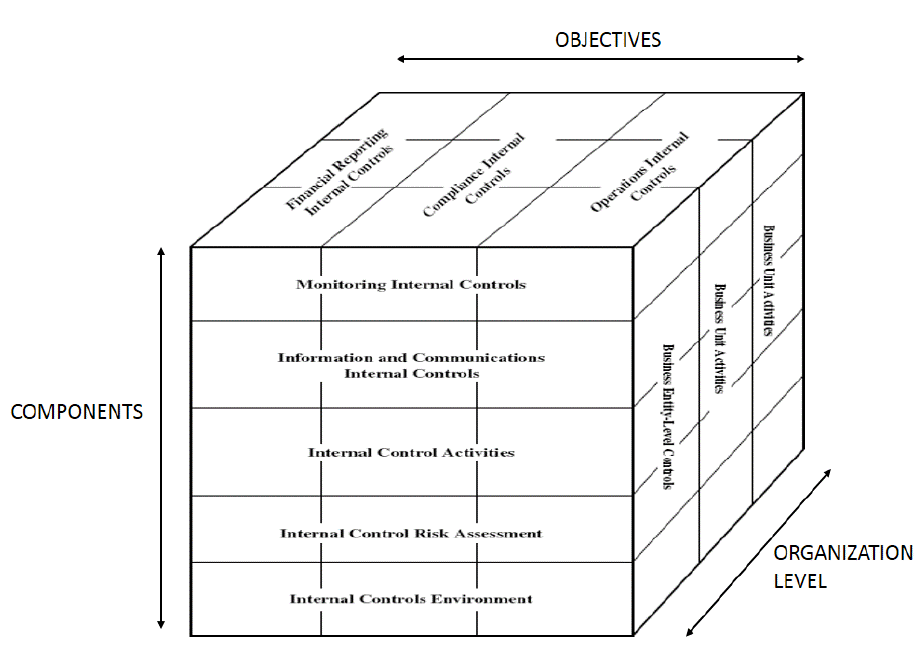 OBJECTIVES
Financial Reporting
Internal Controls
Compliance Internal
Controls
Operations Internal
Controls
Monitoring Internal Controls
Information and Communications
Internal Controls
Internal Control Activities
Internal Control Risk Assessment
Internal Controls Environment
Business Entity-Level Controls
Business Unit Activities
Business Unit Activities
COMPONENTS
ORGANIZATION
LEVEL